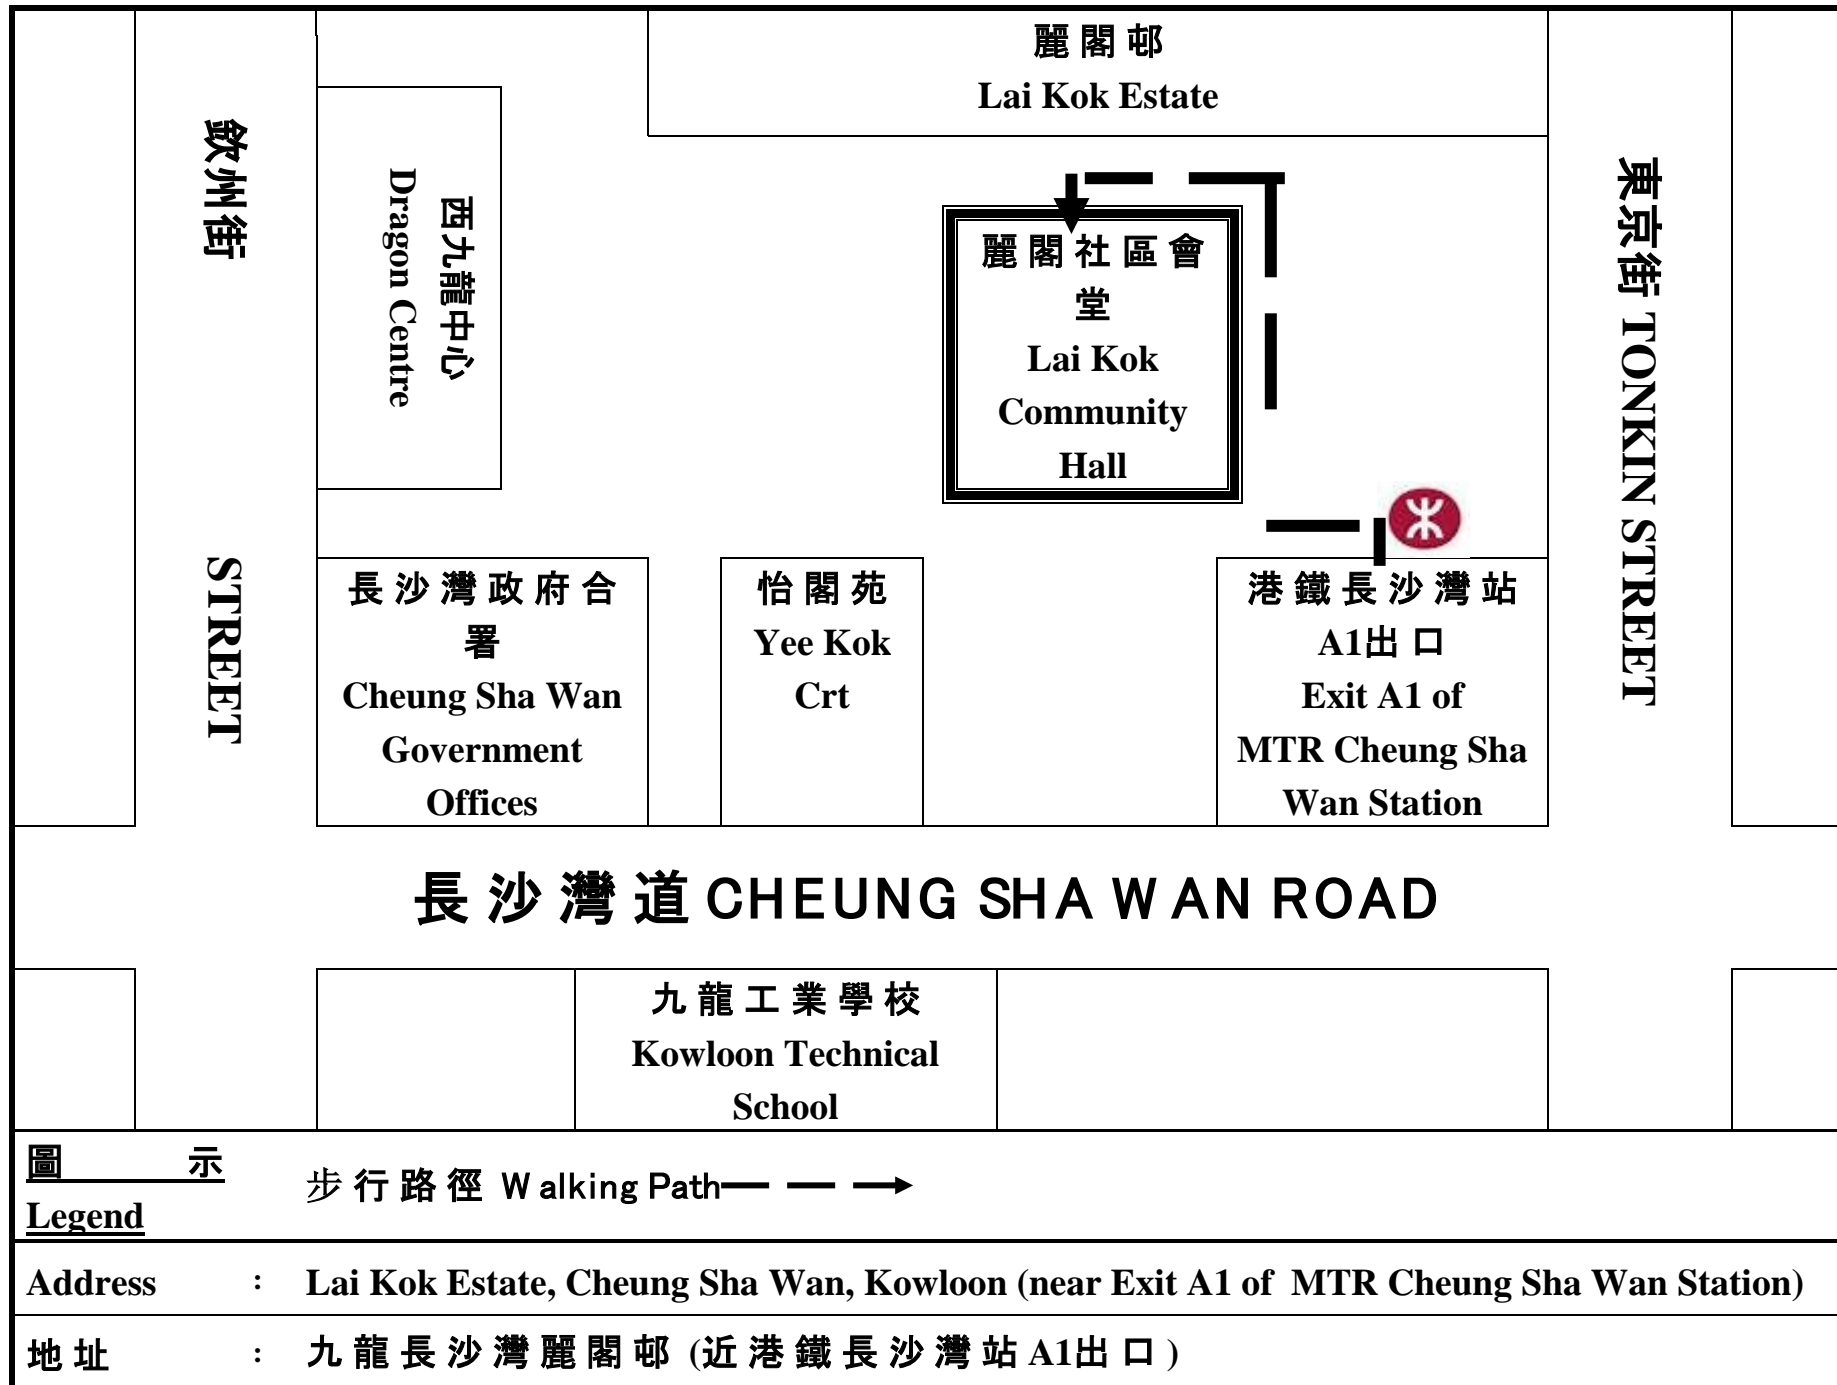 麗閣邨
Lai Kok Estate
欽州街 STREET
西九龍中心
Dragon Centre
麗閣社區會
堂
Lai Kok
Community
Hall
東京街 TONKIN STREET
長沙灣政府合
署
Cheung Sha Wan
Government
Offices
怡閣苑
Yee Kok
Crt
港鐵長沙灣站
A1出口
Exit A1 of
MTR Cheung Sha
Wan Station
長沙灣道 CHEUNG SHA WAN ROAD
九龍工業學校
Kowloon Technical
School
圖 示
Legend
步行路徑 Walking Path
Address : Lai Kok Estate, Cheung Sha Wan, Kowloon (near Exit A1 of MTR Cheung Sha Wan Station)
地址 : 九龍長沙灣麗閣邨 (近港鐵長沙灣站 A1出口)